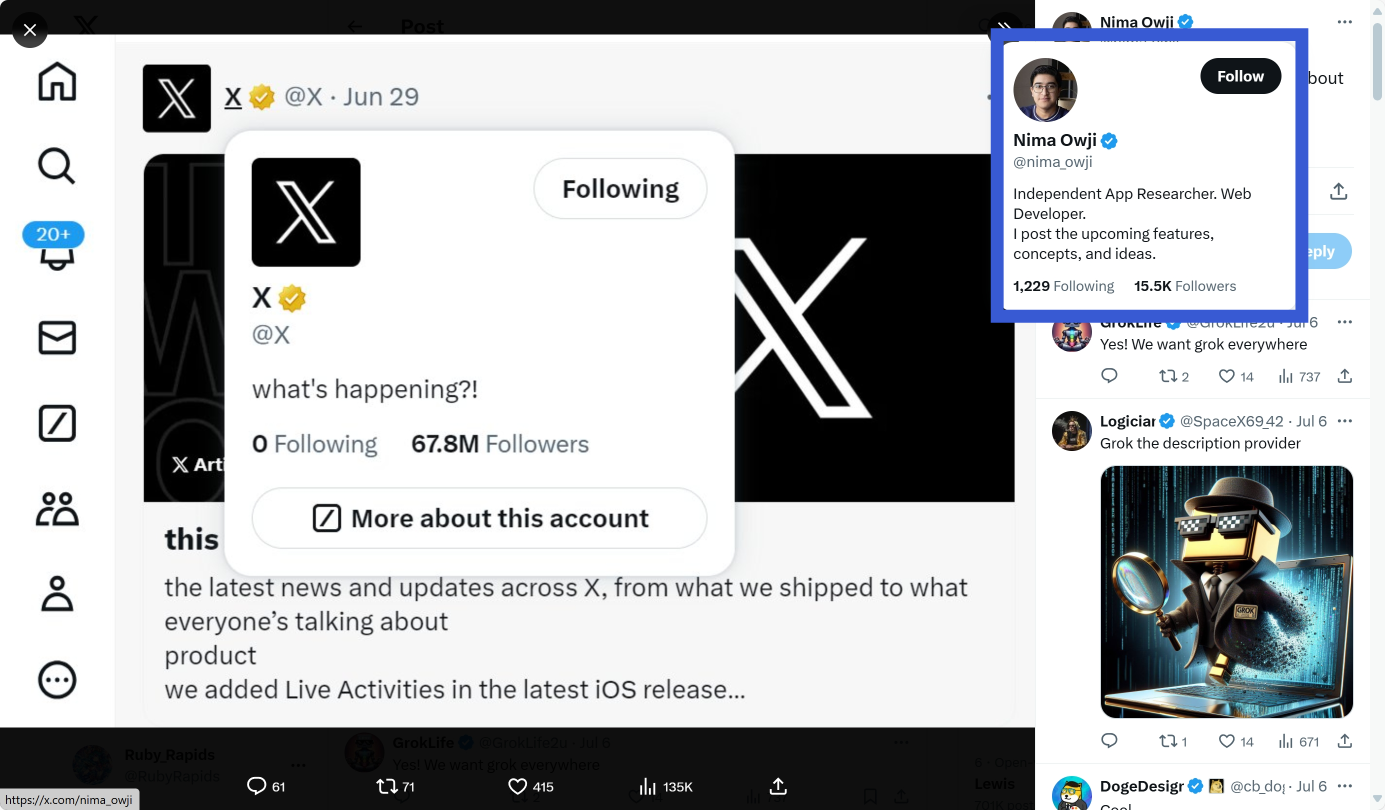 Post
X @X · Jun 29
20+
Following
X
@X
what's happening?!
0 Following 67.8M Followers
More about this account
this
the latest news and updates across X, from what we shipped to what
everyone’s talking about
product
we added Live Activities in the latest iOS release...
Ruby_Rapids
@RubyRapids
GrokLife @GrokLife2u · Jul 6
Yes! We want grok everywhere
Lewis
61 71 415 135K
https://x.com/nima_owji
Nima Owji
Follow
Nima Owji
@nima_owji
Independent App Researcher. Web
Developer.
I post the upcoming features,
concepts, and ideas.
1,229 Following 15.5K Followers
GrokLife @GrokLife2u · Jul 6
Yes! We want grok everywhere
2 14 737
Logician @SpaceX69_42 · Jul 6
Grok the description provider
GROK
1 14 671
DogeDesigr @cb_dog · Jul 6
Cool